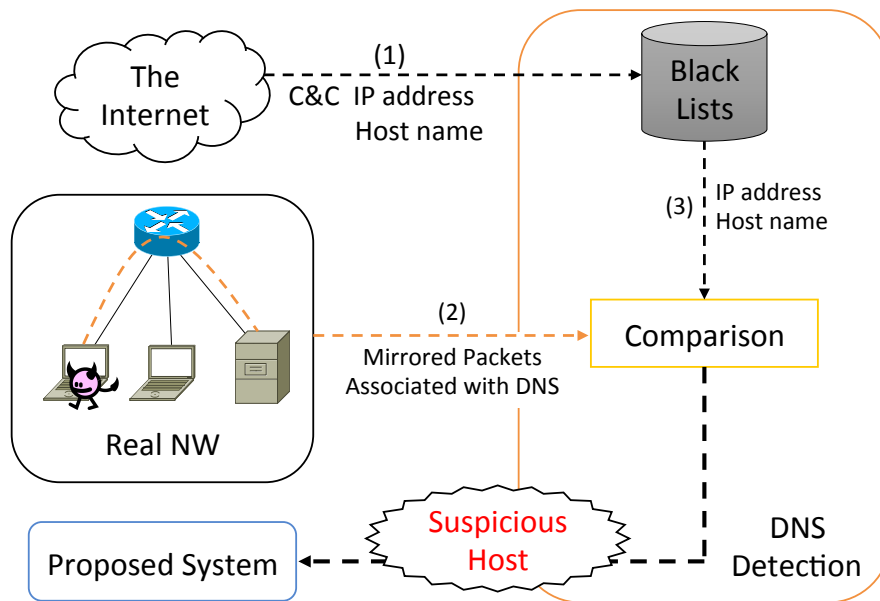 The
Internet
(1)
C&C IP address
Host name
Black
Lists
(3)
IP address
Host name
Real NW
(2)
Mirrored Packets
Associated with DNS
Comparison
Suspicious
Host
Proposed System
DNS
Detection